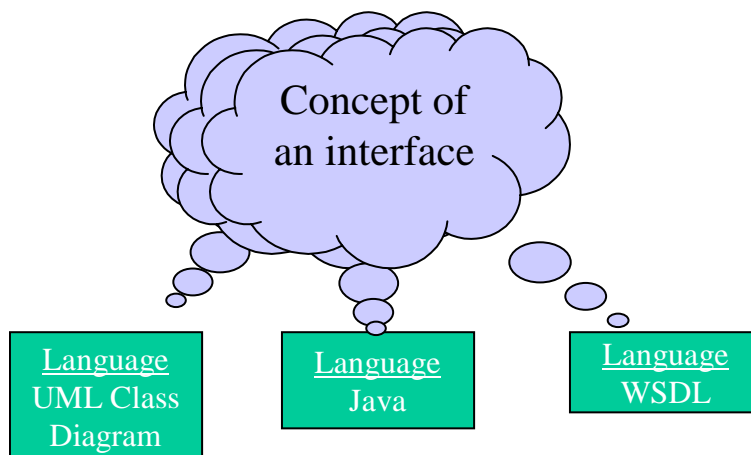 Concept of
an interface
Language
UML Class
Diagram
Language
Java
Language
WSDL